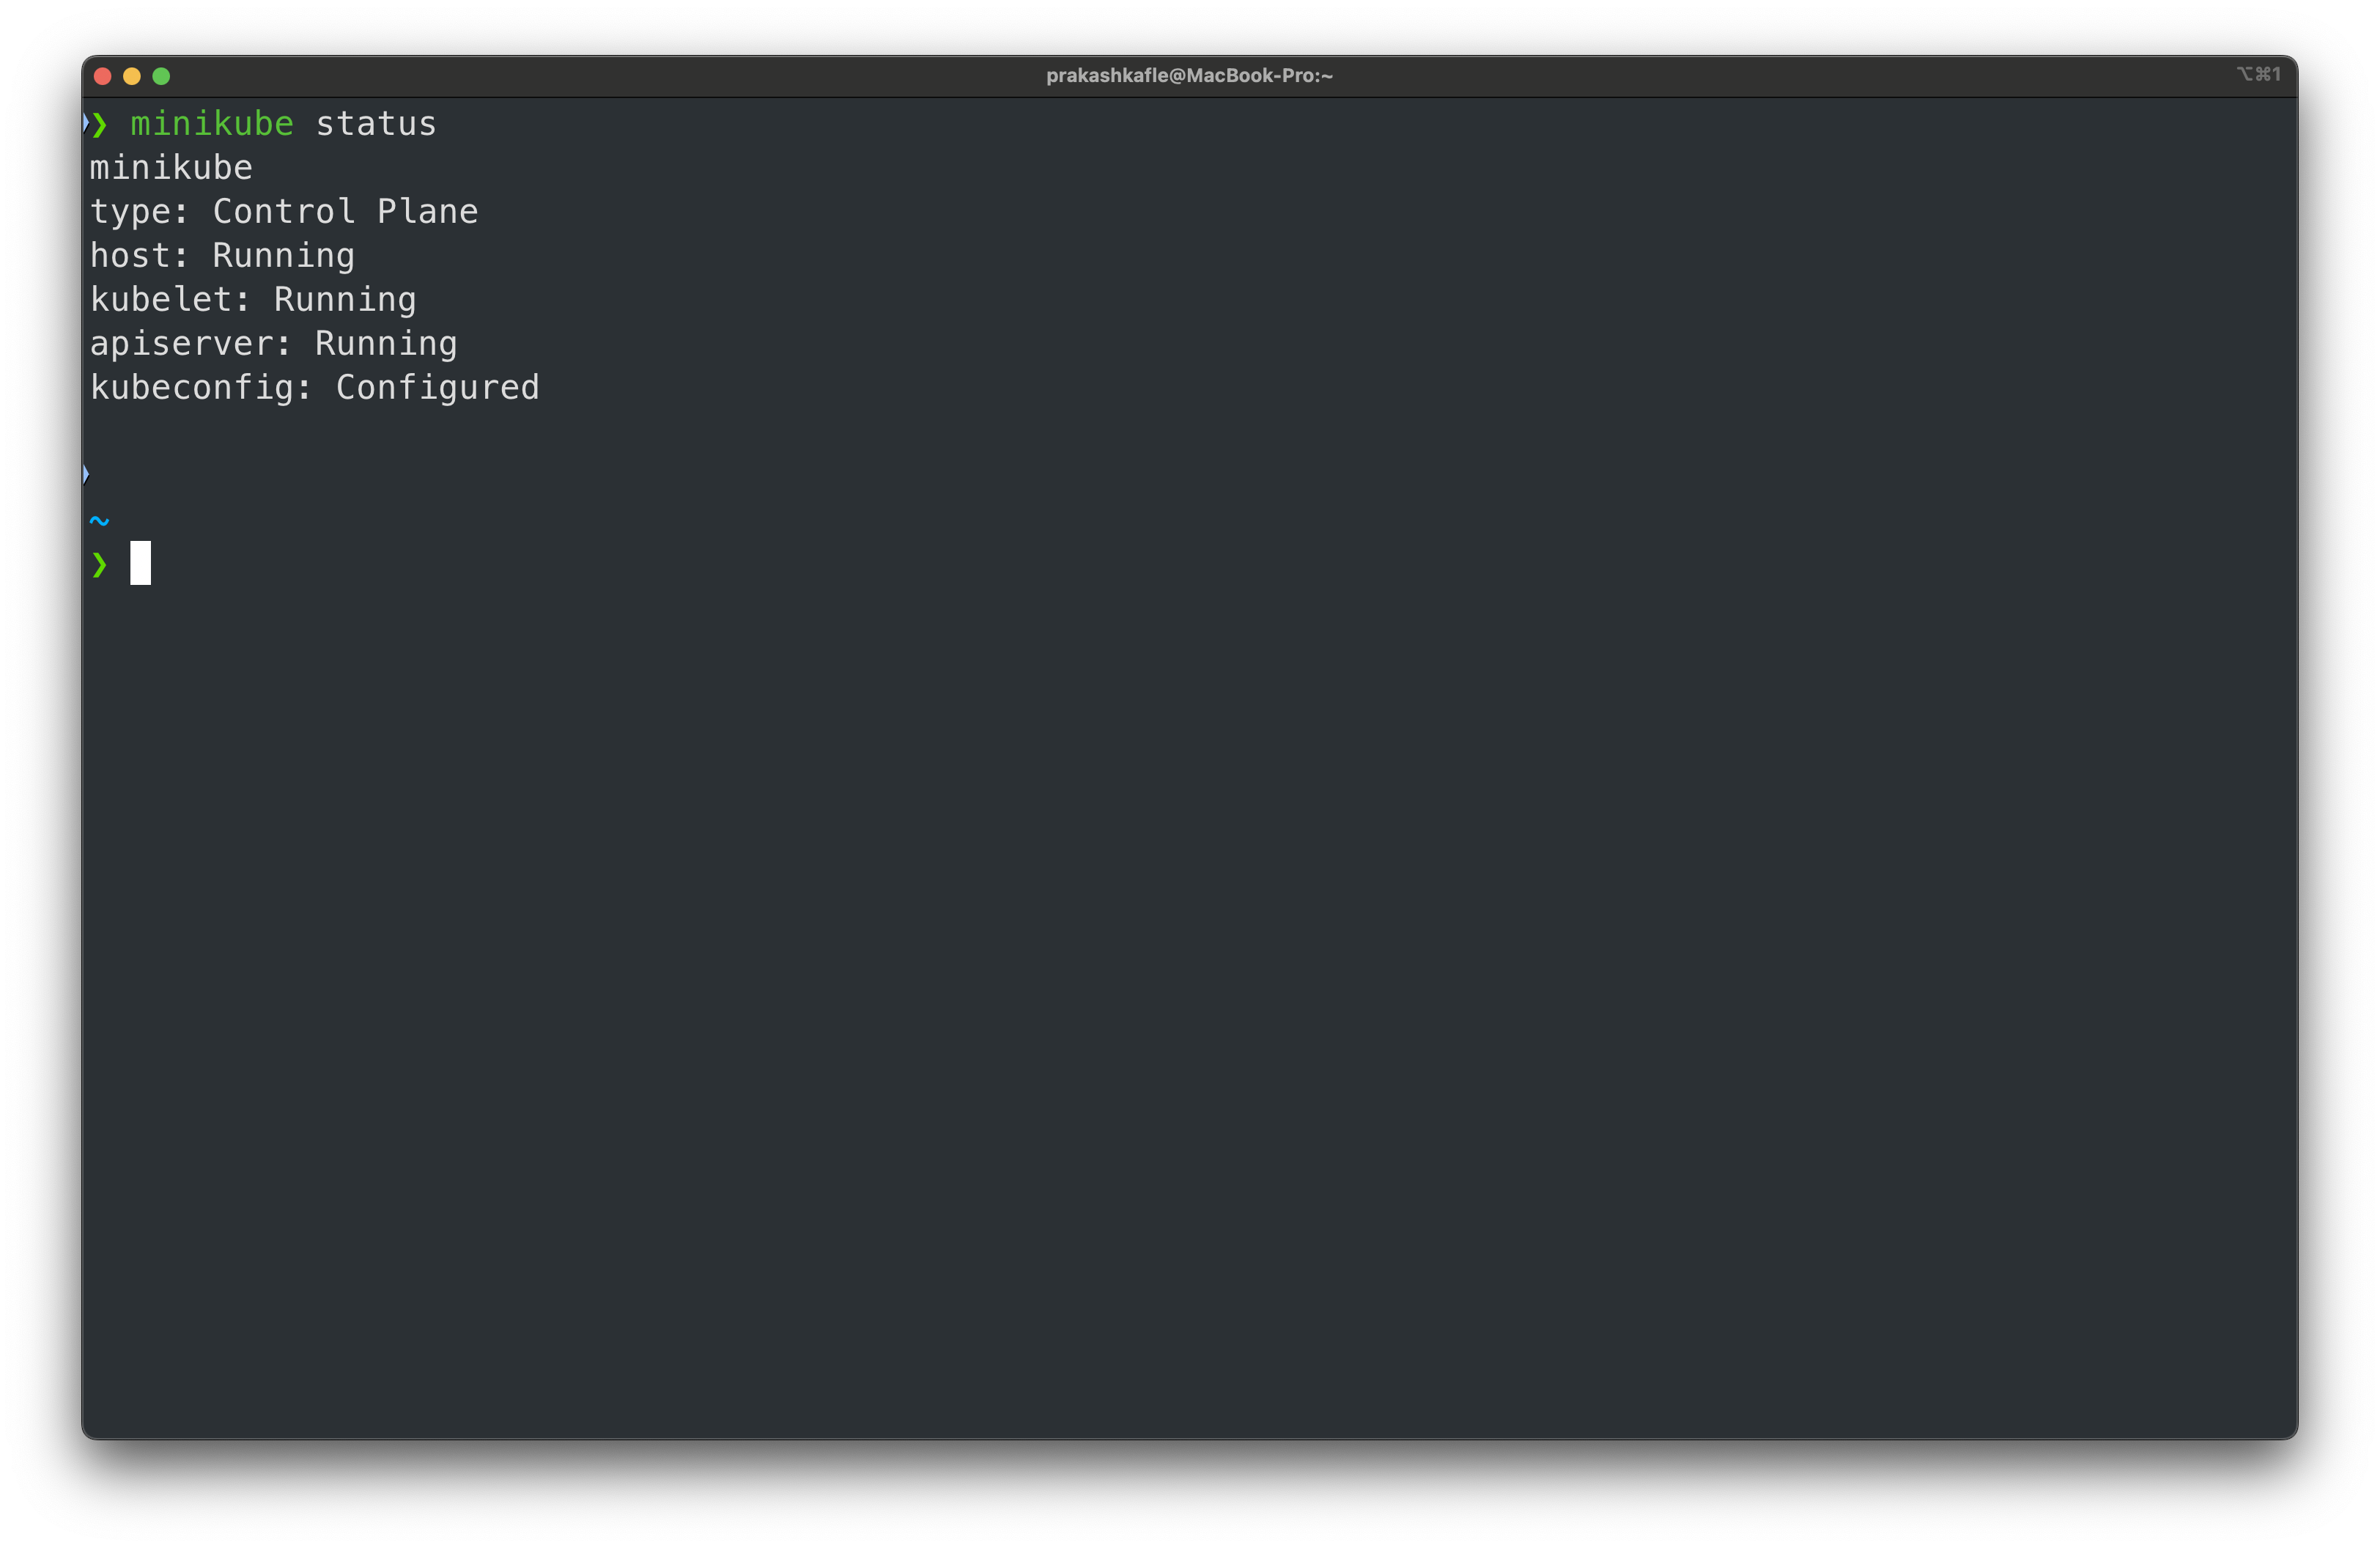 prakashkafle@MacBook-Pro:~
⌥⌘1
❯ minikube status
minikube
type: Control Plane
host: Running
kubelet: Running
apiserver: Running
kubeconfig: Configured
~
❯